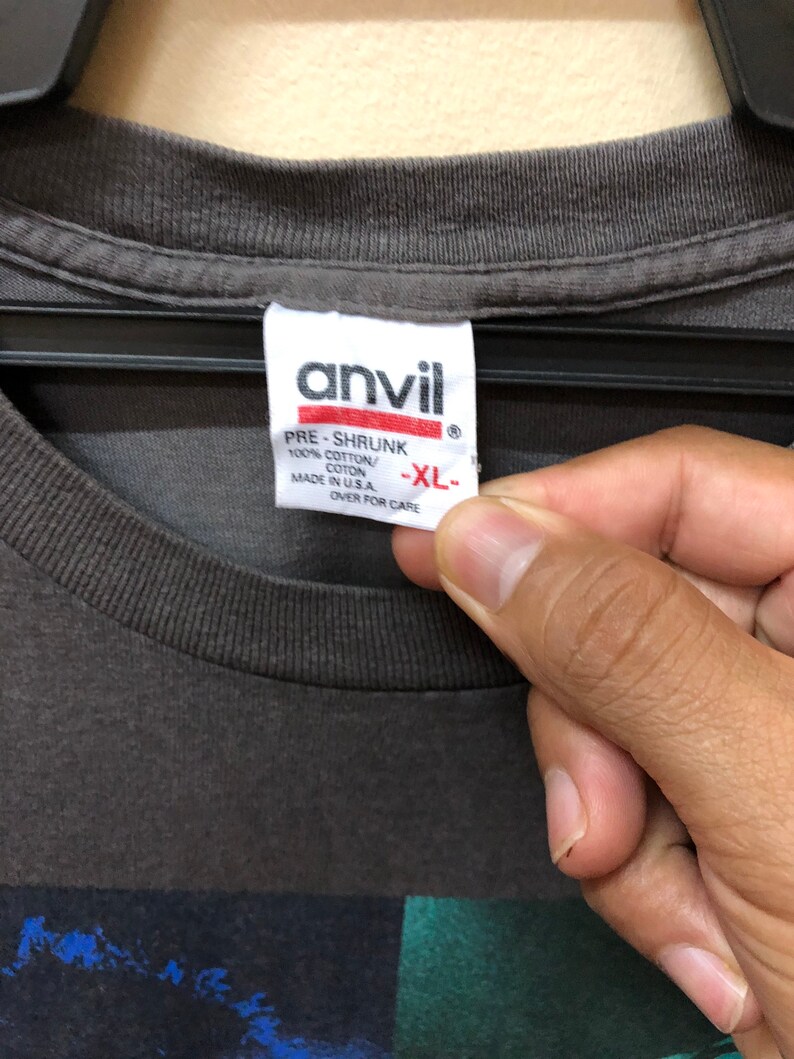 anvil
®
PRE - SHRUNK
100% COTTON/
COTON
-XL-
MADE IN U.S.A.
OVER FOR CARE